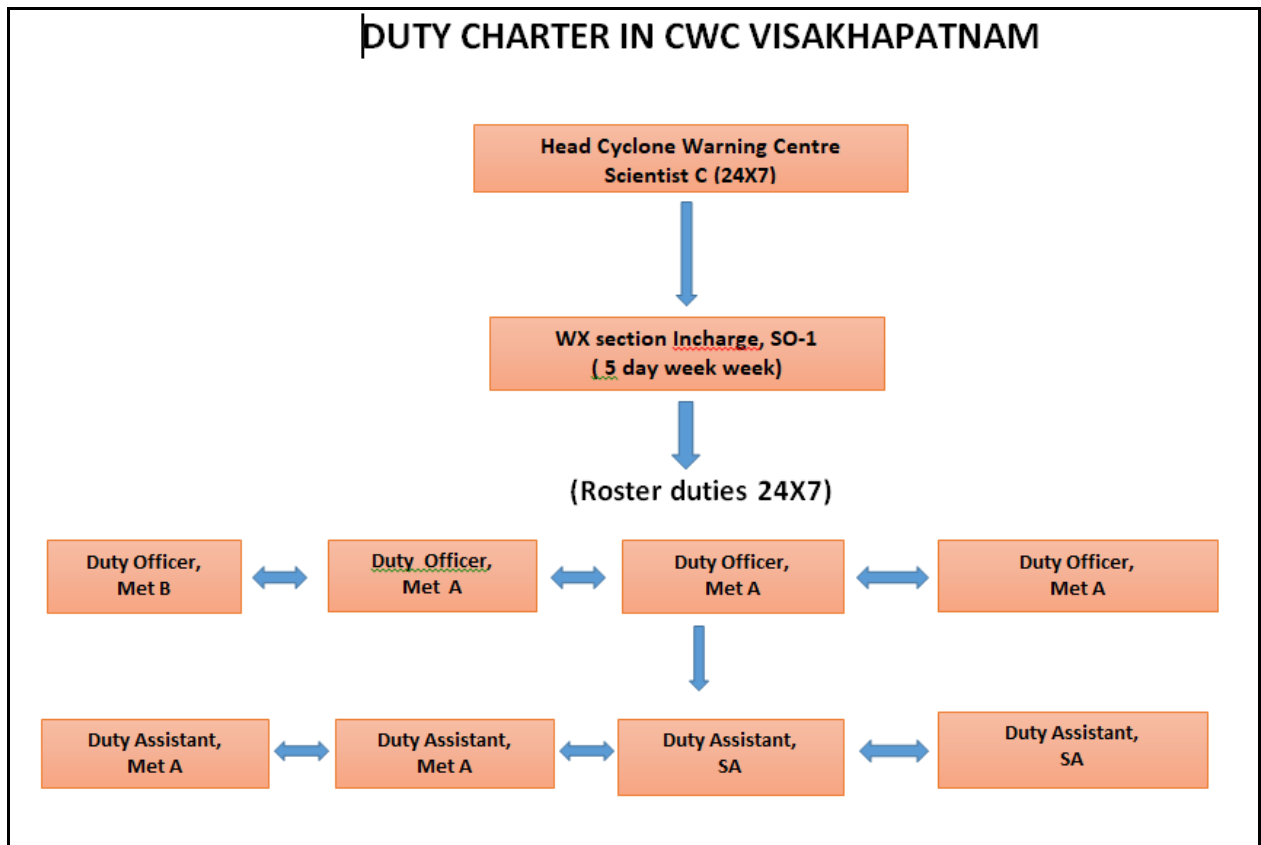 DUTY CHARTER IN CWC VISAKHAPATNAM
Head Cyclone Warning Centre
Scientist C (24X7)
WX section Incharge, SO-1
( 5 day week week)
(Roster duties 24X7)
Duty Officer,
Met B
Duty Officer,
Met A
Duty Officer,
Met A
Duty Officer,
Met A
Duty Assistant,
Met A
Duty Assistant,
Met A
Duty Assistant,
SA
Duty Assistant,
SA